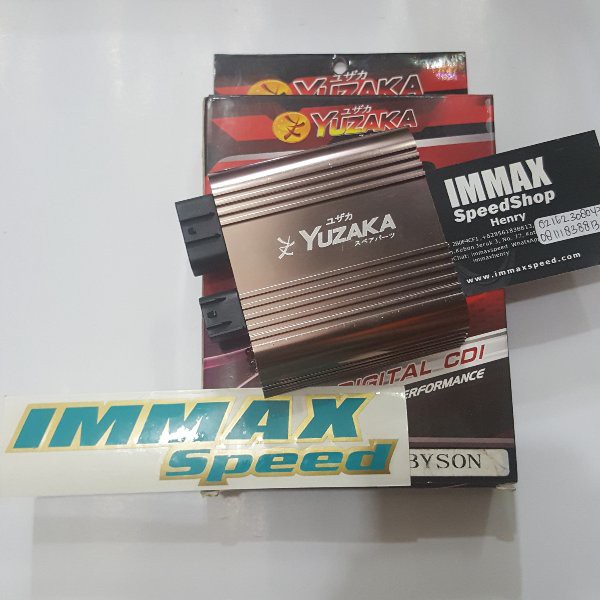 ユザカ
YUZAKA
ユザカ
YUZAKA
ユザカ
YUZAKA
スペアパーツ
IMMAX
SpeedShop
Henry
www.immaxspeed.com
DIGITAL CDI
PERFORMANCE
BYSON
IMMAX
Speed